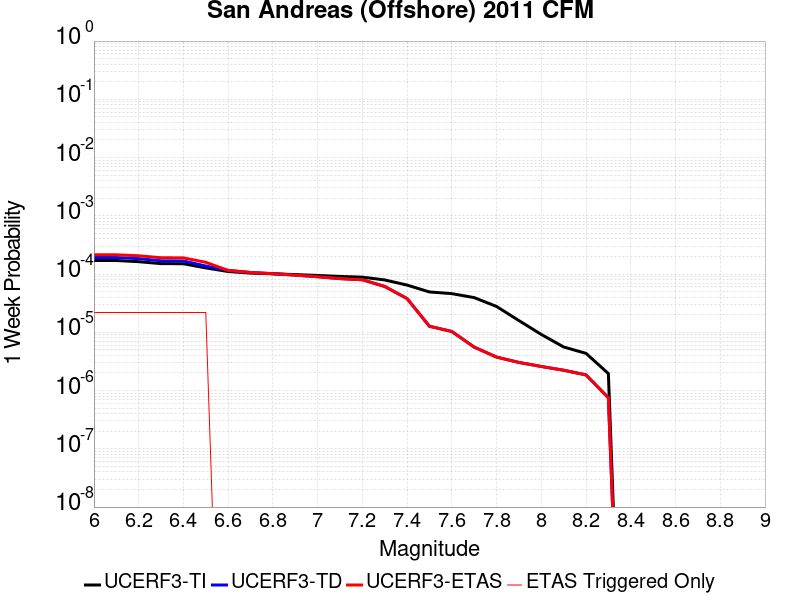 San Andreas (Offshore) 2011 CFM
10^0
10^-1
10^-2
10^-3
10^-4
10^-5
10^-6
10^-7
10^-8
1 Week Probability
6 6.2 6.4 6.6 6.8 7 7.2 7.4 7.6 7.8 8 8.2 8.4 8.6 8.8 9
Magnitude
UCERF3-TI UCERF3-TD UCERF3-ETAS ETAS Triggered Only